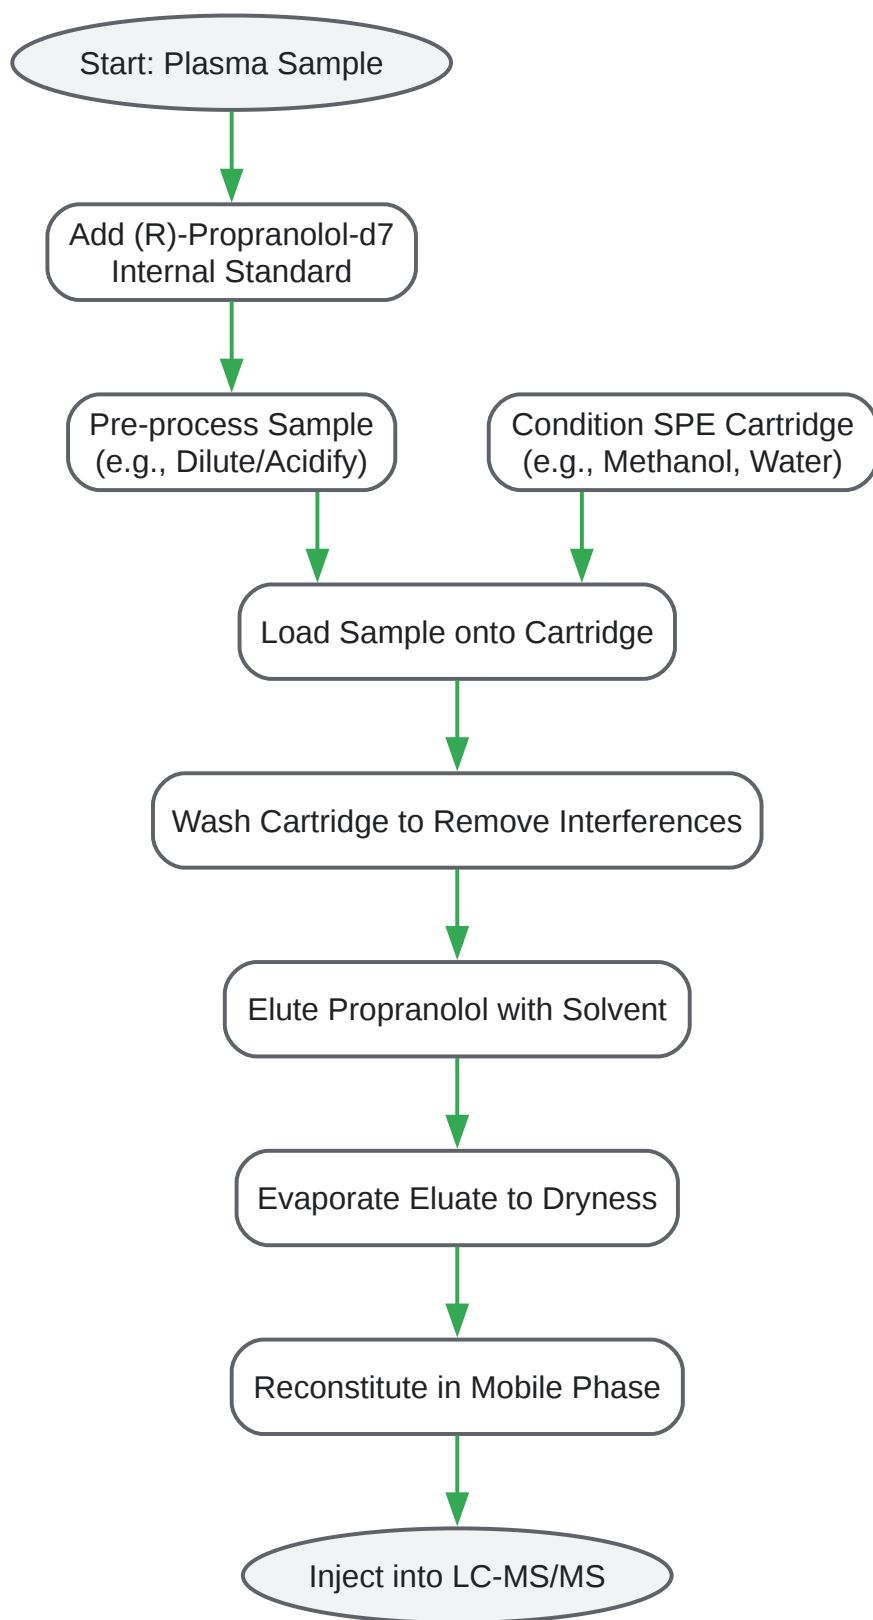 Start: Plasma Sample
Add (R)-Propranolol-d7
Internal Standard
Pre-process Sample
(e.g., Dilute/Acidify)
Condition SPE Cartridge
(e.g., Methanol, Water)
Load Sample onto Cartridge
Wash Cartridge to Remove Interferences
Elute Propranolol with Solvent
Evaporate Eluate to Dryness
Reconstitute in Mobile Phase
Inject into LC-MS/MS